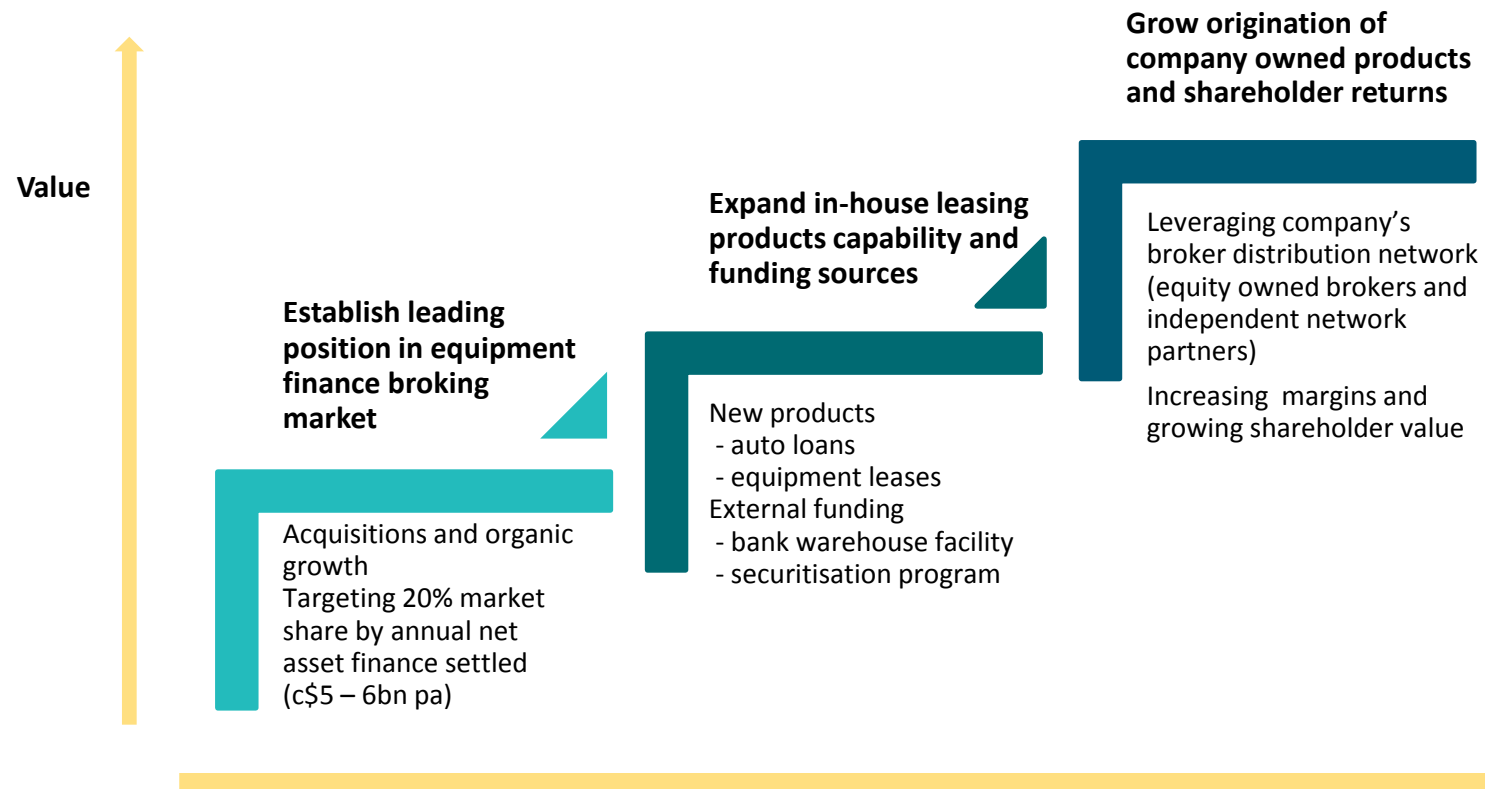 Value
Establish leading
position in equipment
finance broking
market
Acquisitions and organic
growth
Targeting 20% market
share by annual net
asset finance settled
(c$5 – 6bn pa)
Expand in-house leasing
products capability and
funding sources
New products
- auto loans
- equipment leases
External funding
- bank warehouse facility
- securitisation program
Grow origination of
company owned products
and shareholder returns
Leveraging company’s
broker distribution network
(equity owned brokers and
independent network
partners)
Increasing  margins and
growing shareholder value